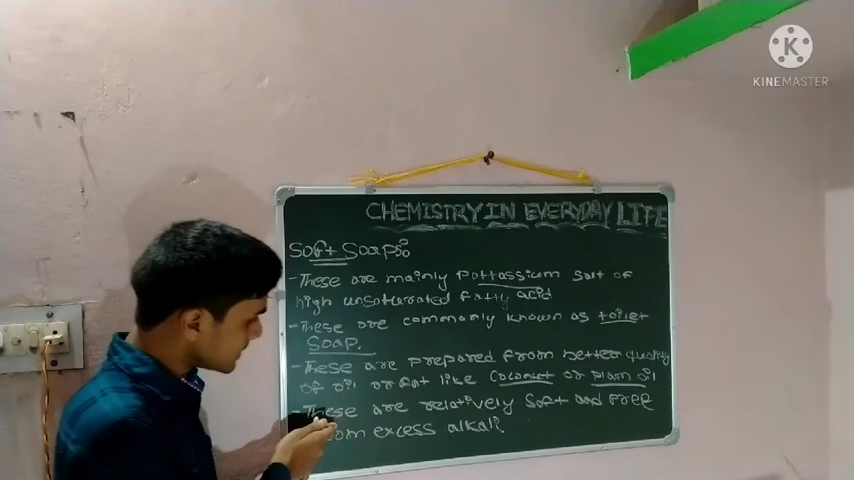 K
KINEMASTER
CHEMISTRY IN EVERYDAY LIFE
Soft Soaps:
- These are mainly Pottassium salt of
high unsaturated fatty acid
- These are commonly known as toilet
Soap.
- These are prepared from better quality
of oil or fat like Coconut or plam oil
- These are relatively Soft and Free
from excess alkali